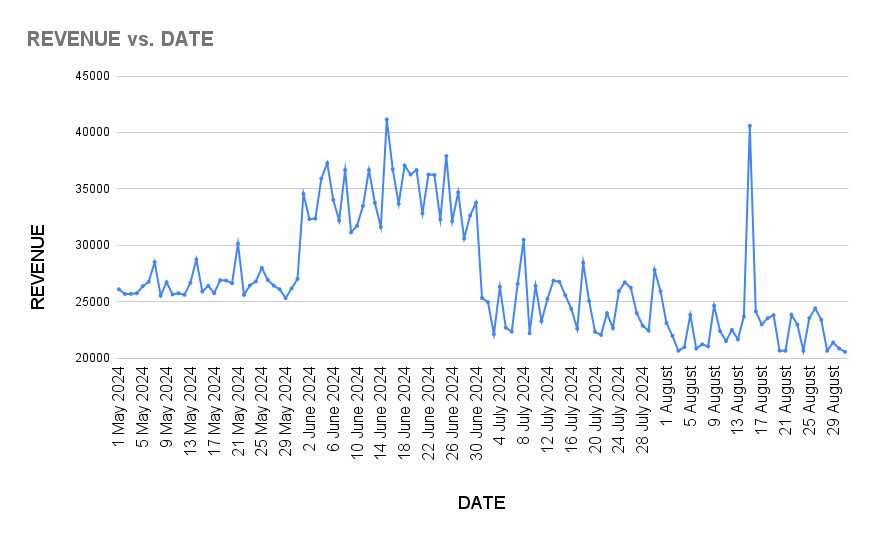 REVENUE vs. DATE
45000
40000
35000
30000
25000
20000
REVENUE
1 May 2024
5 May 2024
9 May 2024
13 May 2024
17 May 2024
21 May 2024
25 May 2024
29 May 2024
2 June 2024
6 June 2024
10 June 2024
14 June 2024
18 June 2024
22 June 2024
26 June 2024
30 June 2024
4 July 2024
8 July 2024
12 July 2024
16 July 2024
20 July 2024
24 July 2024
28 July 2024
1 August
5 August
9 August
13 August
17 August
21 August
25 August
29 August
DATE